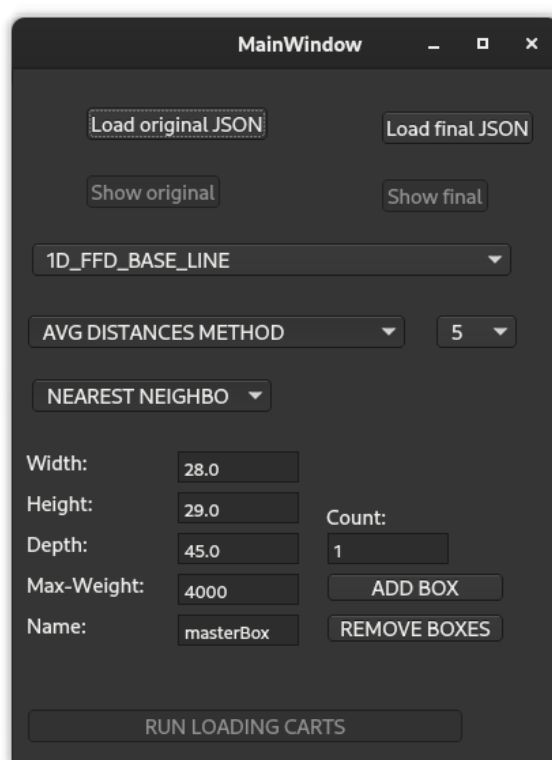 MainWindow
Load original JSON
Load final JSON
Show original
Show final
1D_FFD_BASE_LINE
AVG DISTANCES METHOD
5
NEAREST NEIGHBO
Width:
28.0
Height:
29.0
Count:
Depth:
45.0
1
Max-Weight:
4000
ADD BOX
Name:
masterBox
REMOVE BOXES
RUN LOADING CARTS